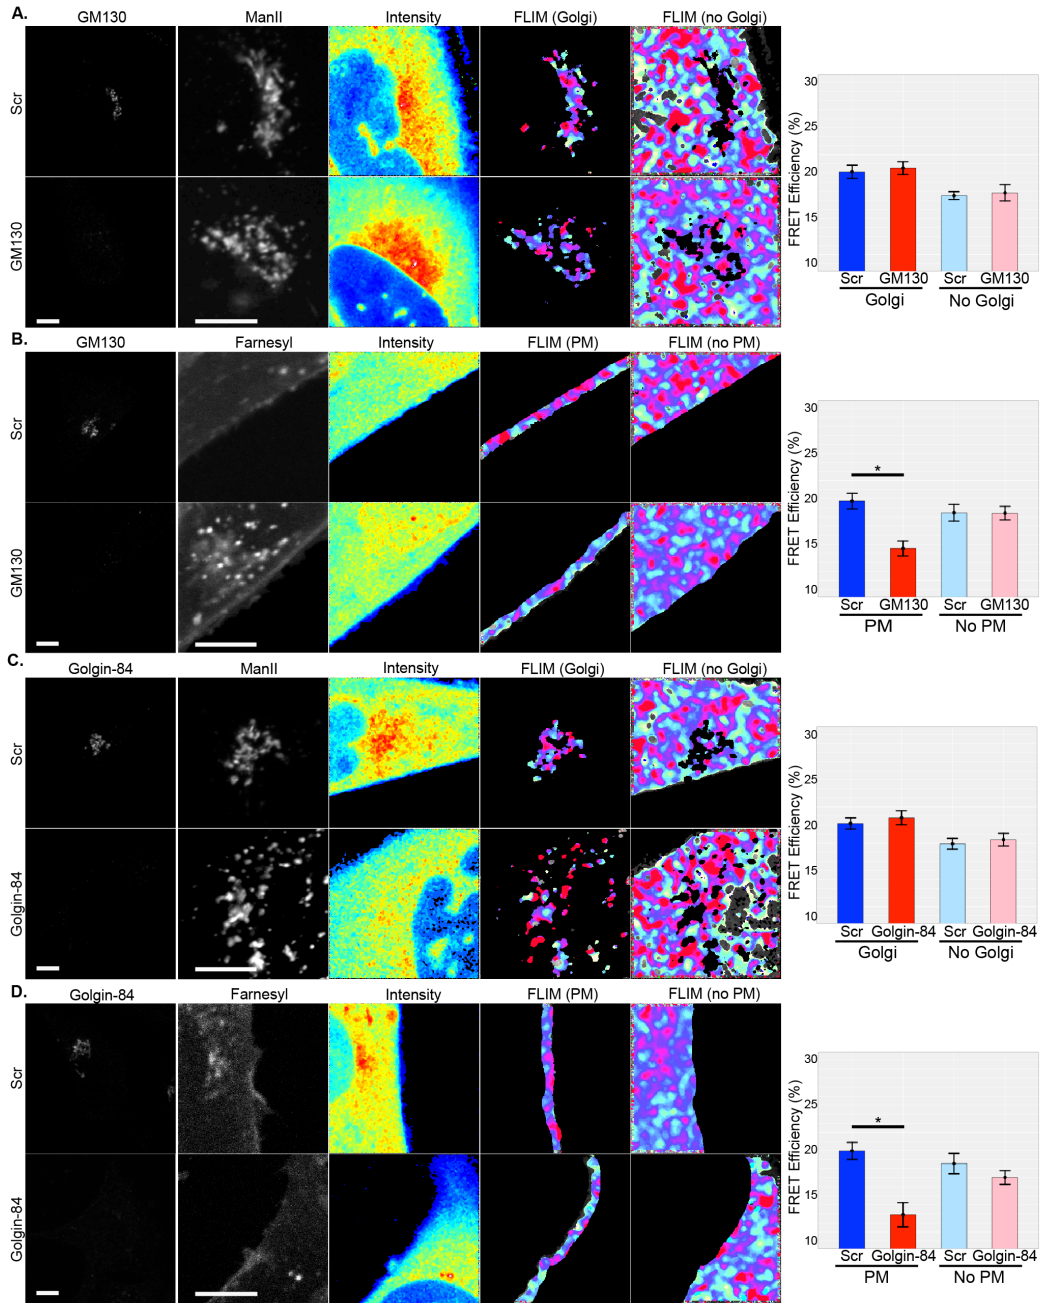 A.
GM130 ManII Intensity FLIM (Golgi) FLIM (no Golgi)
Scr
GM130
FRET Efficiency (%)
30
25
20
15
10
Scr GM130 Scr GM130
Golgi No Golgi
B.
GM130 Farnesyl Intensity FLIM (PM) FLIM (no PM)
Scr
GM130
FRET Efficiency (%)
30
25
20
15
10
*
Scr GM130 Scr GM130
PM No PM
C.
Golgin-84 ManII Intensity FLIM (Golgi) FLIM (no Golgi)
Scr
Golgin-84
FRET Efficiency (%)
30
25
20
15
10
Scr Golgin-84 Scr Golgin-84
Golgi No Golgi
D.
Golgin-84 Farnesyl Intensity FLIM (PM) FLIM (no PM)
Scr
Golgin-84
FRET Efficiency (%)
30
25
20
15
10
*
Scr Golgin-84 Scr Golgin-84
PM No PM